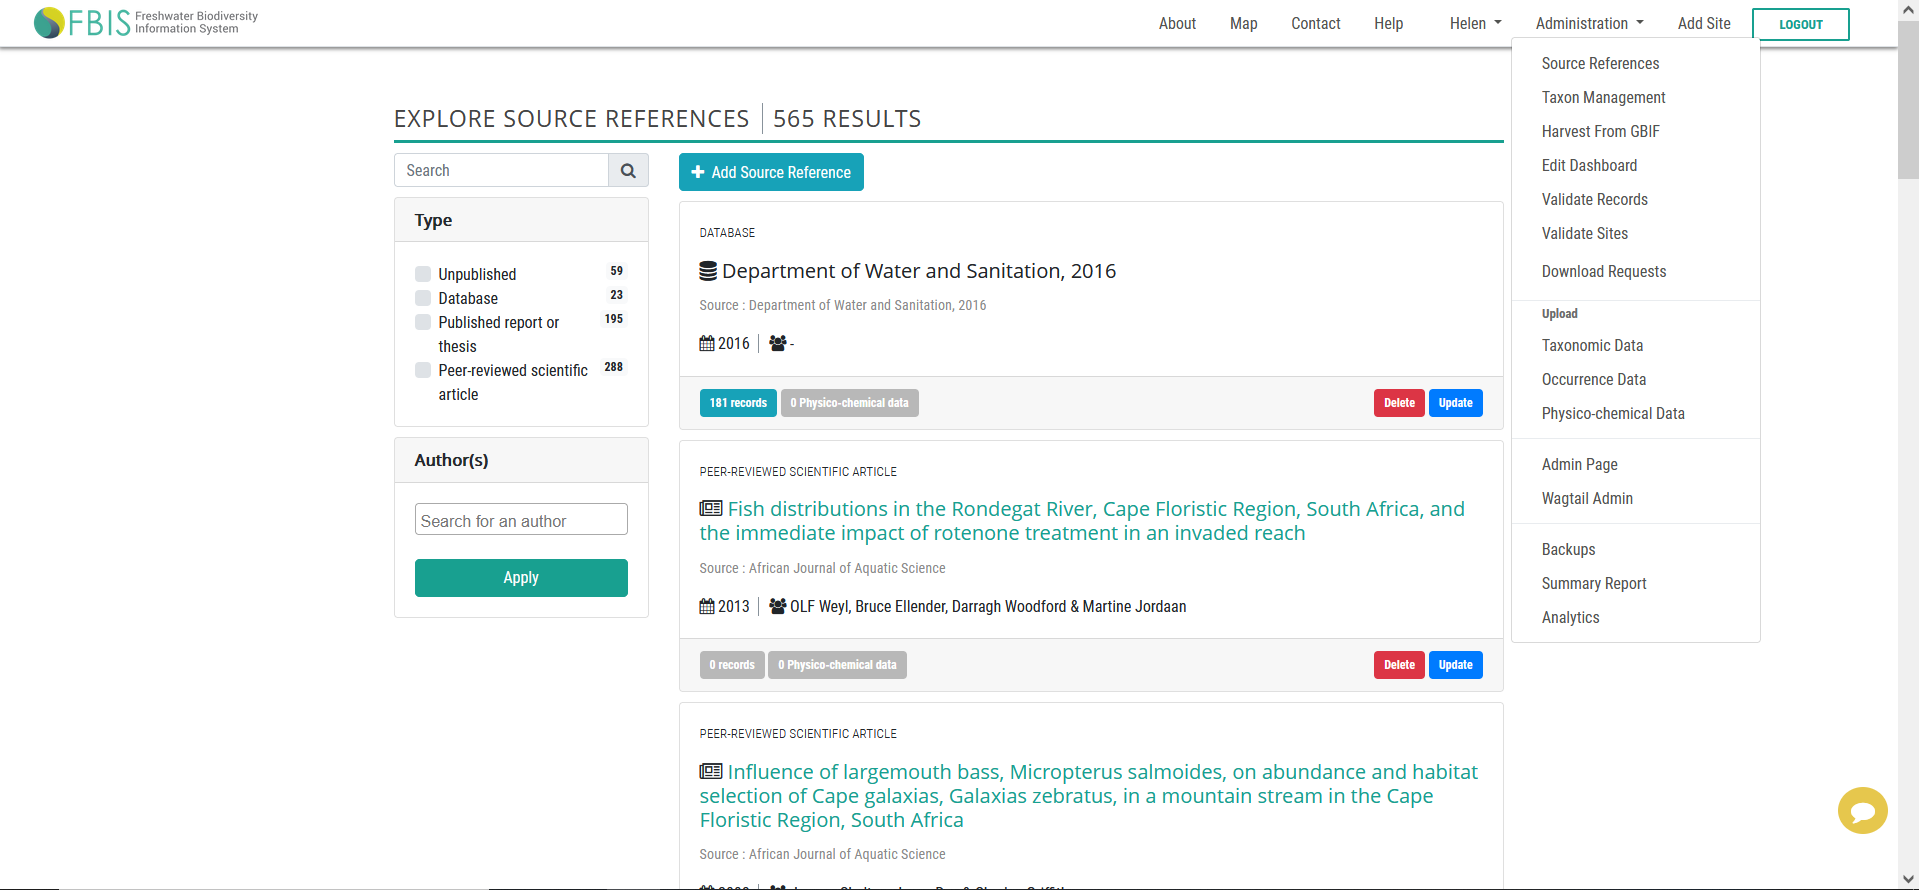 FBIS Freshwater Biodiversity
Information System
About Map Contact Help Helen Administration Add Site LOGOUT
Source References
Taxon Management
Harvest From GBIF
Edit Dashboard
Validate Records
Validate Sites
Download Requests
Upload
Taxonomic Data
Occurrence Data
Physico-chemical Data
Admin Page
Wagtail Admin
Backups
Summary Report
Analytics
EXPLORE SOURCE REFERENCES 565 RESULTS
Search
Type
Unpublished 59
Database 23
Published report or 195
thesis
Peer-reviewed scientific 288
article
Author(s)
Search for an author
Apply
Add Source Reference
DATABASE
Department of Water and Sanitation, 2016
Source : Department of Water and Sanitation, 2016
2016 -
181 records 0 Physico-chemical data Delete Update
PEER-REVIEWED SCIENTIFIC ARTICLE
Fish distributions in the Rondegat River, Cape Floristic Region, South Africa, and
the immediate impact of rotenone treatment in an invaded reach
Source : African Journal of Aquatic Science
2013 OLF Weyl, Bruce Ellender, Darragh Woodford & Martine Jordaan
0 records 0 Physico-chemical data Delete Update
PEER-REVIEWED SCIENTIFIC ARTICLE
Influence of largemouth bass, Micropterus salmoides, on abundance and habitat
selection of Cape galaxias, Galaxias zebratus, in a mountain stream in the Cape
Floristic Region, South Africa
Source : African Journal of Aquatic Science